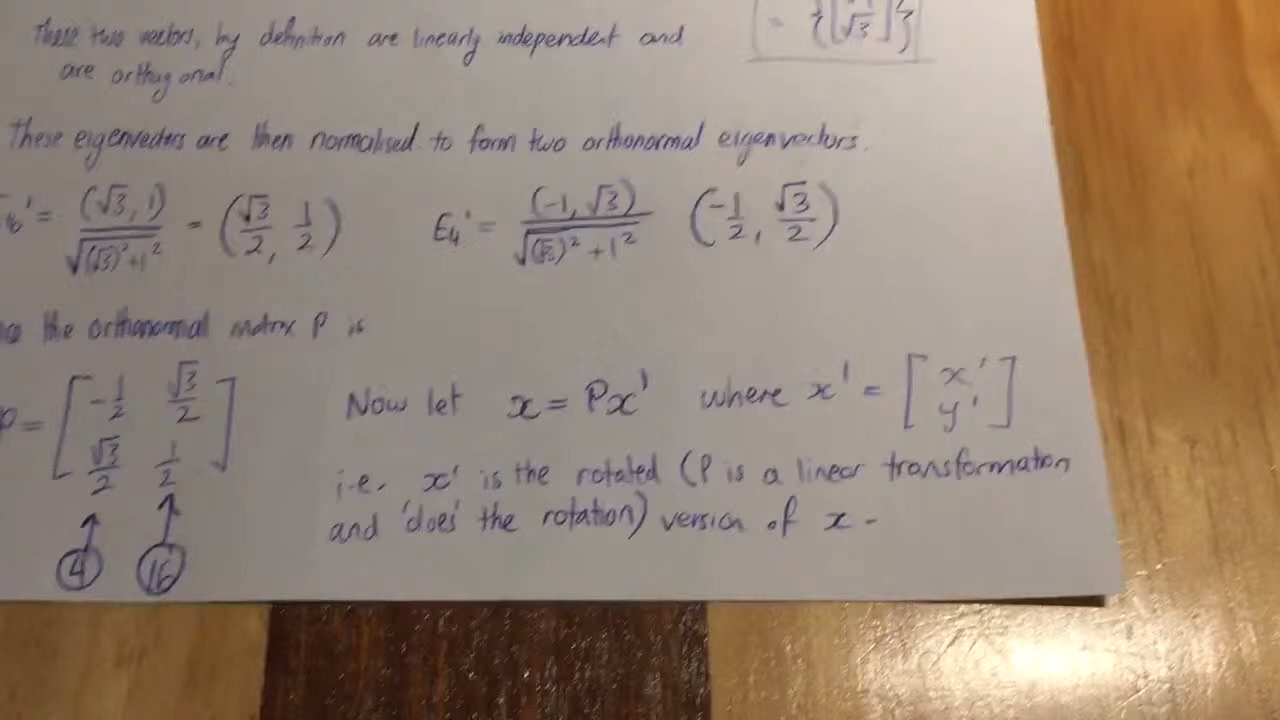 = {[√3]}
These two vectors, by definition are linearly independent and
are orthogonal.
These eigenvectors are then normalised to form two orthonormal eigenvectors.
' = (√3, 1) / √((√3)² + 1²) = (√3/2, 1/2) E₄' = (-1, √3) / √((√3)² + 1²) (-1/2, √3/2)
the orthonormal matrix P is
P = [-1/2 √3/2
√3/2 1/2]
4 16
Now let x = Px' where x' = [x'
y']
i.e. x' is the rotated (P is a linear transformation
and 'does' the rotation) version of x -